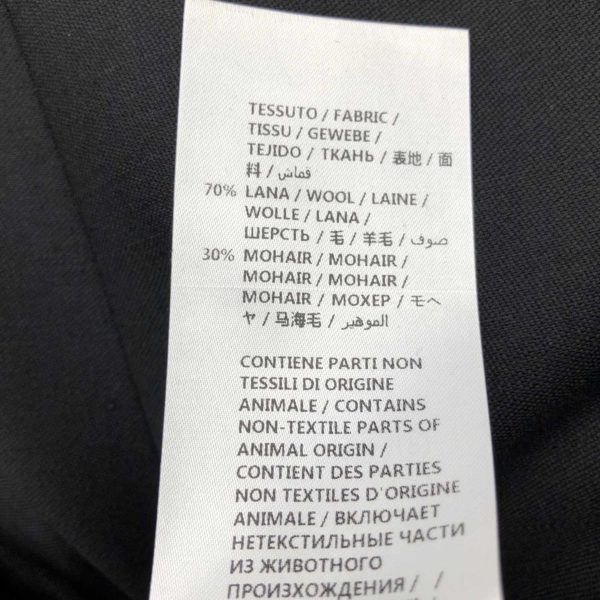 TESSUTO / FABRIC /
TISSU / GEWEBE /
TEJIDO / ТКАНЬ / 表地 / 面
料 / قماش
70% LANA / WOOL / LAINE /
WOLLE / LANA /
ШЕРСТЬ / 毛 / 羊毛 / صوف
30% MOHAIR / MOHAIR /
MOHAIR / MOHAIR /
MOHAIR / МОХЕР / モヘ
ヤ / 马海毛 / الموهير
CONTIENE PARTI NON
TESSILI DI ORIGINE
ANIMALE / CONTAINS
NON-TEXTILE PARTS OF
ANIMAL ORIGIN /
CONTIENT DES PARTIES
NON TEXTILES D'ORIGINE
ANIMALE / ВКЛЮЧАЕТ
НЕТЕКСТИЛЬНЫЕ ЧАСТИ
ИЗ ЖИВОТНОГО
ПРОИЗХОЖДЕНИЯ / /